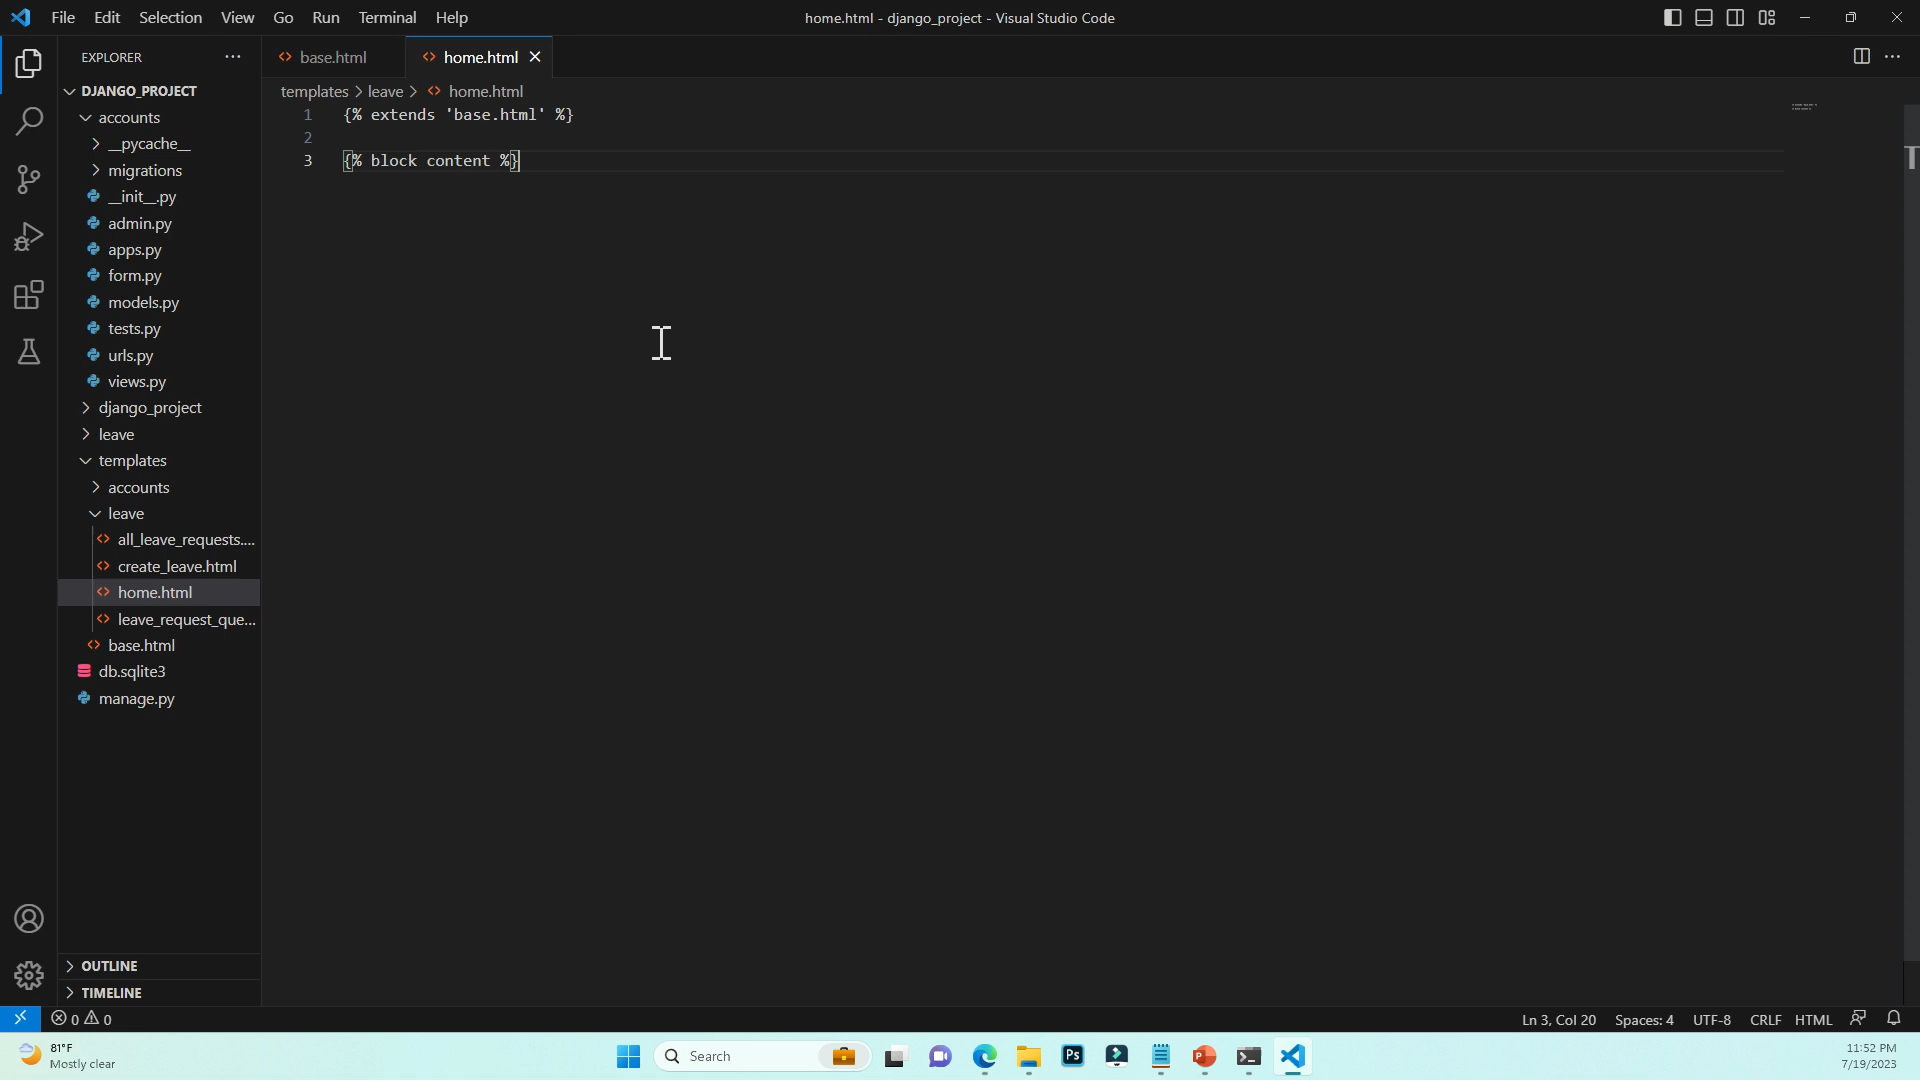 File Edit Selection View Go Run Terminal Help
home.html - django_project - Visual Studio Code
EXPLORER
base.html
home.html
DJANGO_PROJECT
accounts
__pycache__
migrations
__init__.py
admin.py
apps.py
form.py
models.py
tests.py
urls.py
views.py
django_project
leave
templates
accounts
leave
all_leave_requests....
create_leave.html
home.html
leave_request_que...
base.html
db.sqlite3
manage.py
OUTLINE
TIMELINE
templates > leave > home.html
1 {% extends 'base.html' %}
2
3 {% block content %}
0 0
Ln 3, Col 20 Spaces: 4 UTF-8 CRLF HTML
81°F
Mostly clear
Search
Ps
11:52 PM
7/19/2023